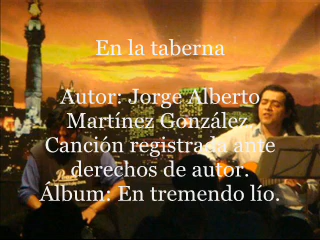 En la taberna
Autor: Jorge Alberto
Martínez González
Canción registrada ante
derechos de autor.
Álbum: En tremendo lío.